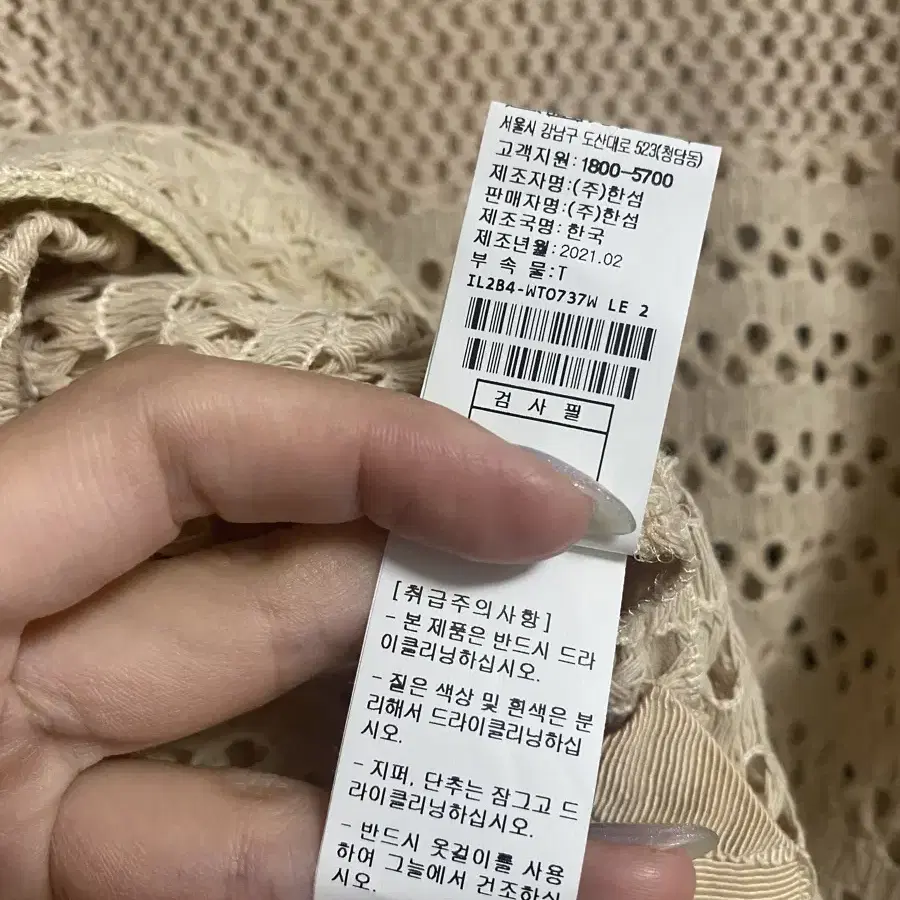 서울시 강남구 도산대로 523(청담동)
고객지원: 1800-5700
제조자명:(주)한섬
판매자명:(주)한섬
제조국명: 한국
제조년월: 2021.02
부 속 물:T
IL2B4-WTO737W LE 2
검 사 필
[취급주의사항]
- 본 제품은 반드시 드라
이클리닝하십시오.
- 짙은 색상 및 흰색은 분
리해서 드라이클리닝하십
시오.
- 지퍼, 단추는 잠그고 드
라이클리닝하십시오.
- 반드시 옷걸이를 사용
하여 그늘에서 건조하십
시오.